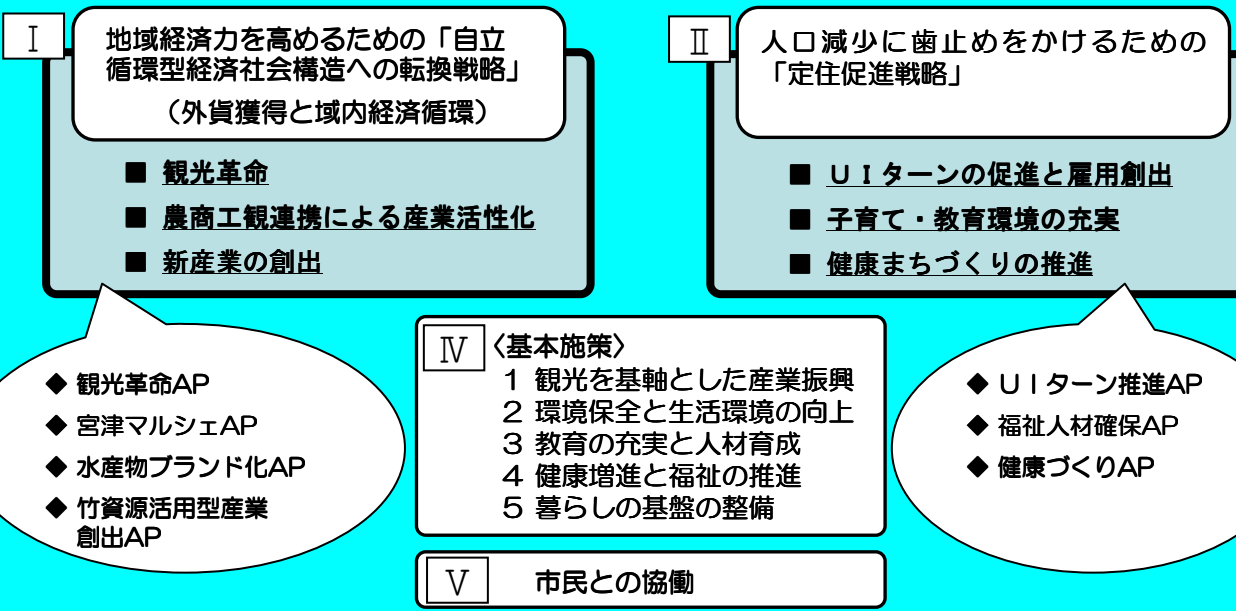 Ⅰ
地域経済力を高めるための「自立
循環型経済社会構造への転換戦略」
（外貨獲得と域内経済循環）
■ 観光革命
■ 農商工観連携による産業活性化
■ 新産業の創出
◆ 観光革命AP
◆ 宮津マルシェAP
◆ 水産物ブランド化AP
◆ 竹資源活用型産業
創出AP
Ⅱ
人口減少に歯止めをかけるための
「定住促進戦略」
■ ＵＩターンの促進と雇用創出
■ 子育て・教育環境の充実
■ 健康まちづくりの推進
◆ ＵＩターン推進AP
◆ 福祉人材確保AP
◆ 健康づくりAP
Ⅳ 〈基本施策〉
１ 観光を基軸とした産業振興
２ 環境保全と生活環境の向上
３ 教育の充実と人材育成
４ 健康増進と福祉の推進
５ 暮らしの基盤の整備
Ⅴ 市民との協働